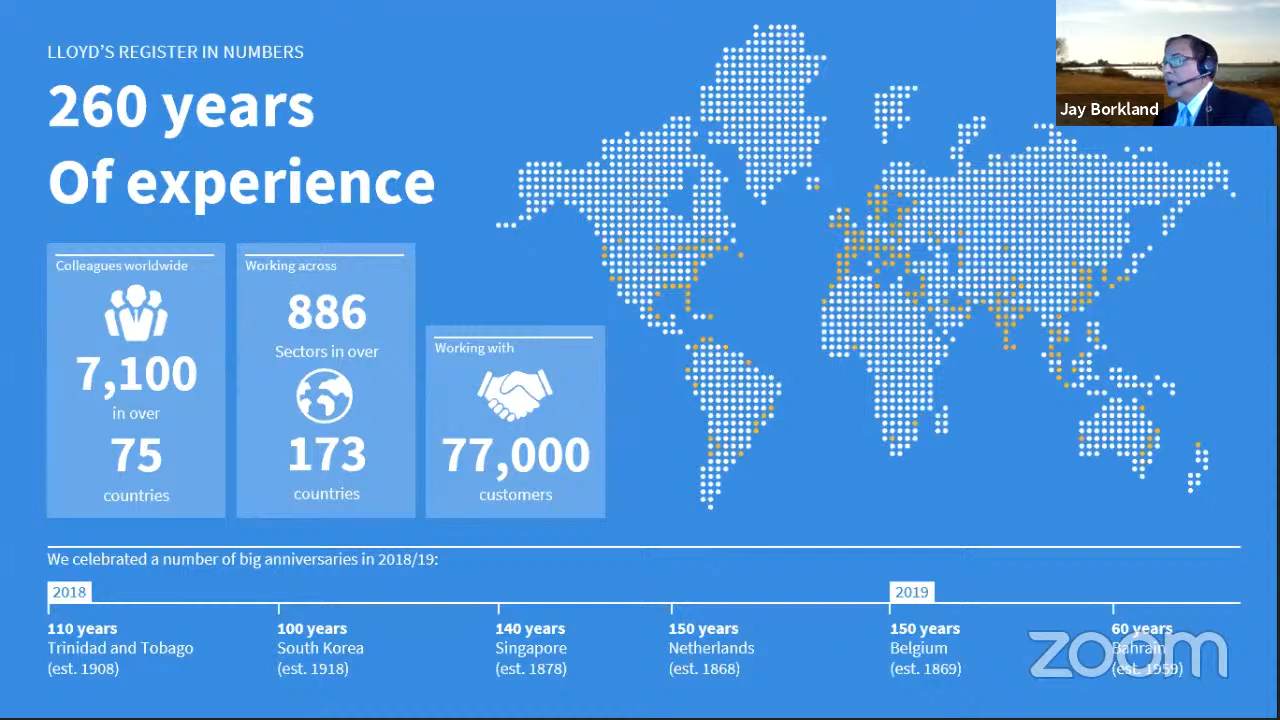 LLOYD'S REGISTER IN NUMBERS
260 years
Of experience
Jay Borkland
Colleagues worldwide
7,100
in over
75
countries
Working across
886
Sectors in over
173
countries
Working with
77,000
customers
We celebrated a number of big anniversaries in 2018/19:
2018
110 years
Trinidad and Tobago
(est. 1908)
100 years
South Korea
(est. 1918)
140 years
Singapore
(est. 1878)
150 years
Netherlands
(est. 1868)
2019
150 years
Belgium
(est. 1869)
60 years
Bahrain
(est. 1959)
zoom